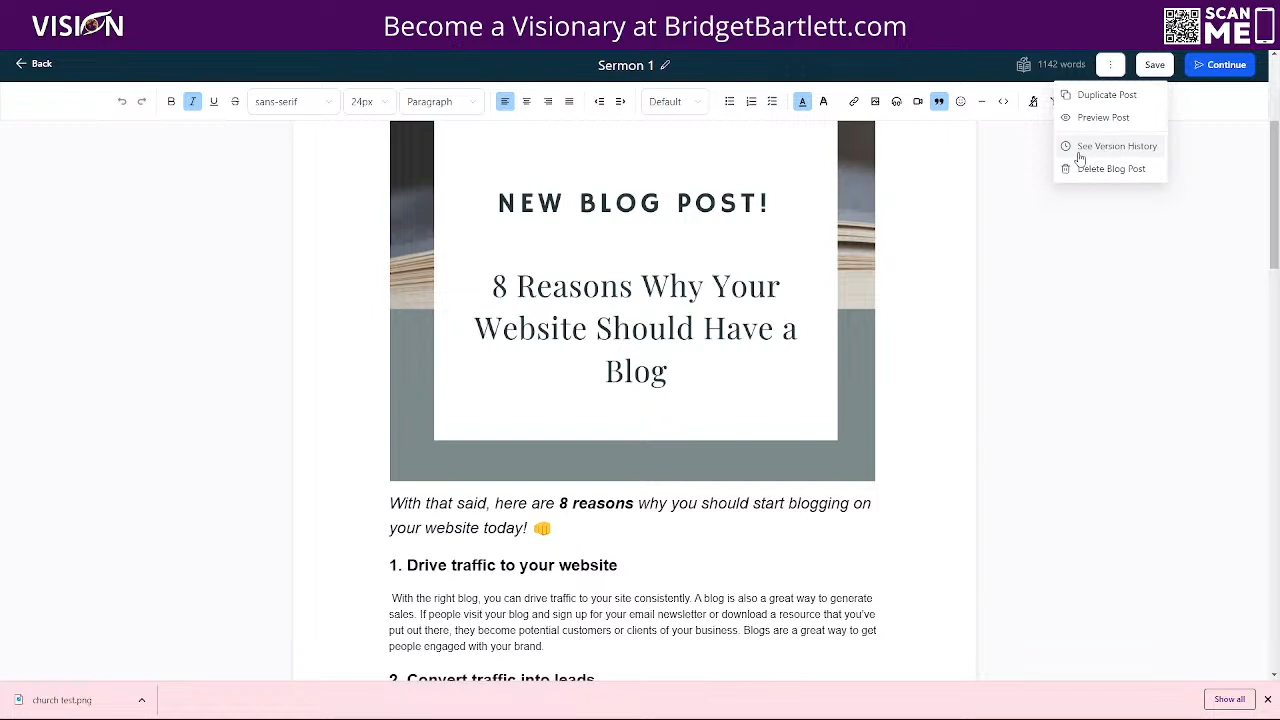 VISION
Become a Visionary at BridgetBartlett.com
SCAN
ME
Back
Sermon 1
1142 words
Save
Continue
sans-serif
24px
Paragraph
Default
Duplicate Post
Preview Post
See Version History
Delete Blog Post
NEW BLOG POST!
8 Reasons Why Your
Website Should Have a
Blog
With that said, here are 8 reasons why you should start blogging on
your website today! 👊
1. Drive traffic to your website
With the right blog, you can drive traffic to your site consistently. A blog is also a great way to generate
sales. If people visit your blog and sign up for your email newsletter or download a resource that you've
put out there, they become potential customers or clients of your business. Blogs are a great way to get
people engaged with your brand.
2. Convert traffic into leads
church test.png
Show all